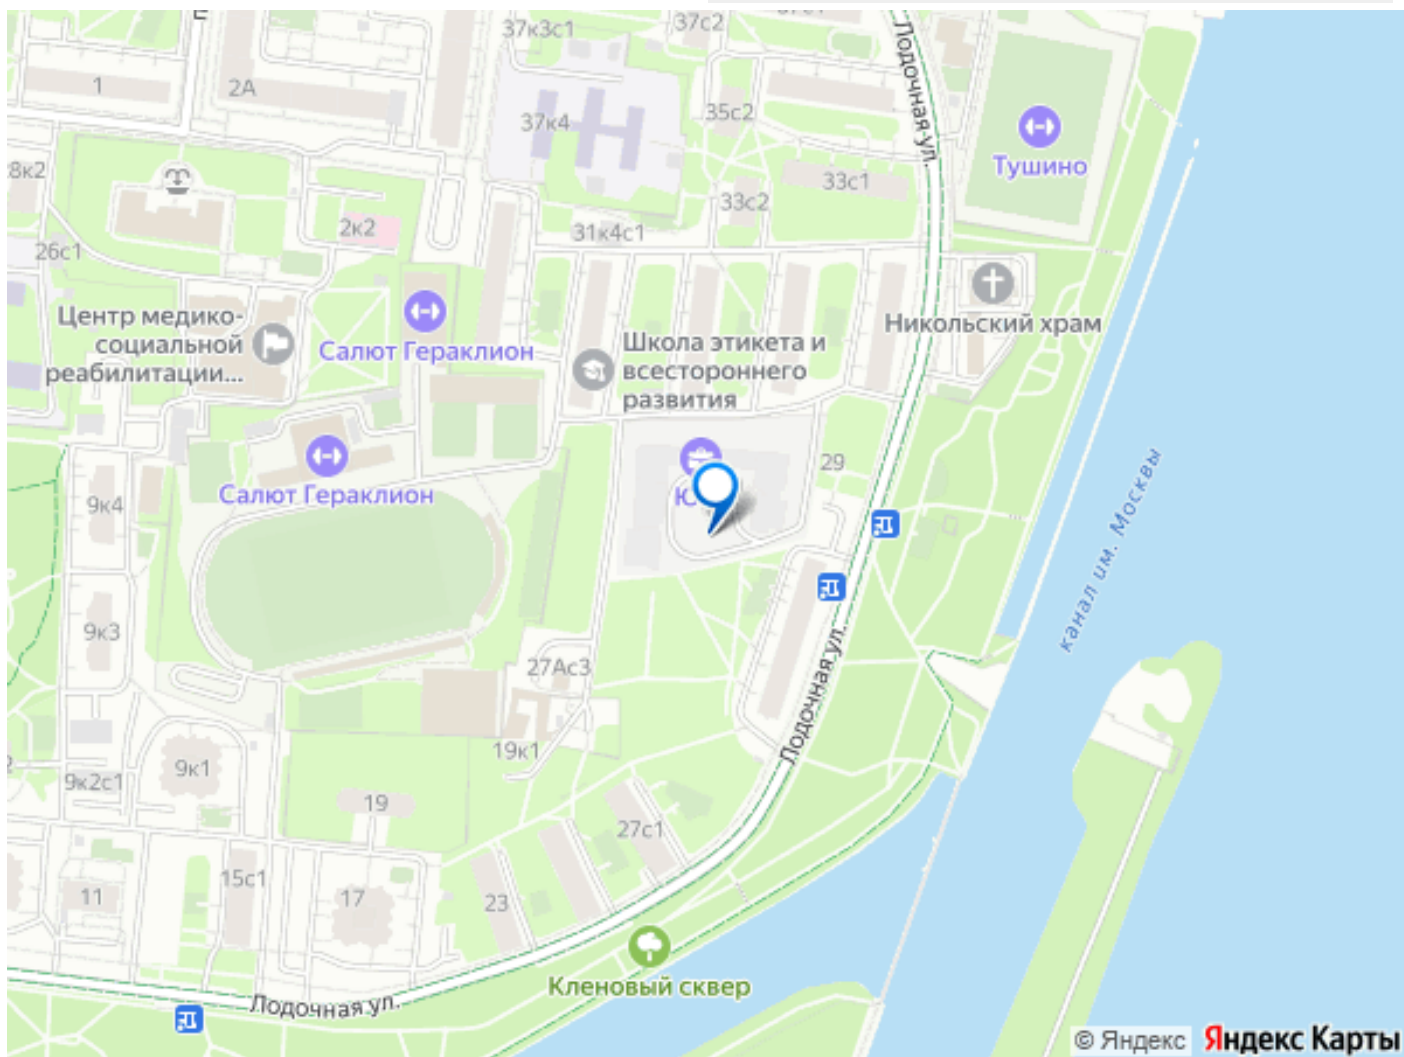 37к3с1
37с2
1
2А
Лодочная ул.
37к4
35с2
Тушино
28к2
33с1
33с2
2к2
31к4с1
26с1
Центр медико-
социальной
реабилитации...
Салют Гераклион
Школа этикета и
всестороннего
развития
Никольский храм
Салют Гераклион
29
9к4
канал им. Москвы
9к3
27Ас3
Лодочная ул.
19к1
9к1
9к2с1
19
27с1
15с1
11
17
23
Кленовый сквер
Лодочная ул.
© Яндекс Яндекс Карты